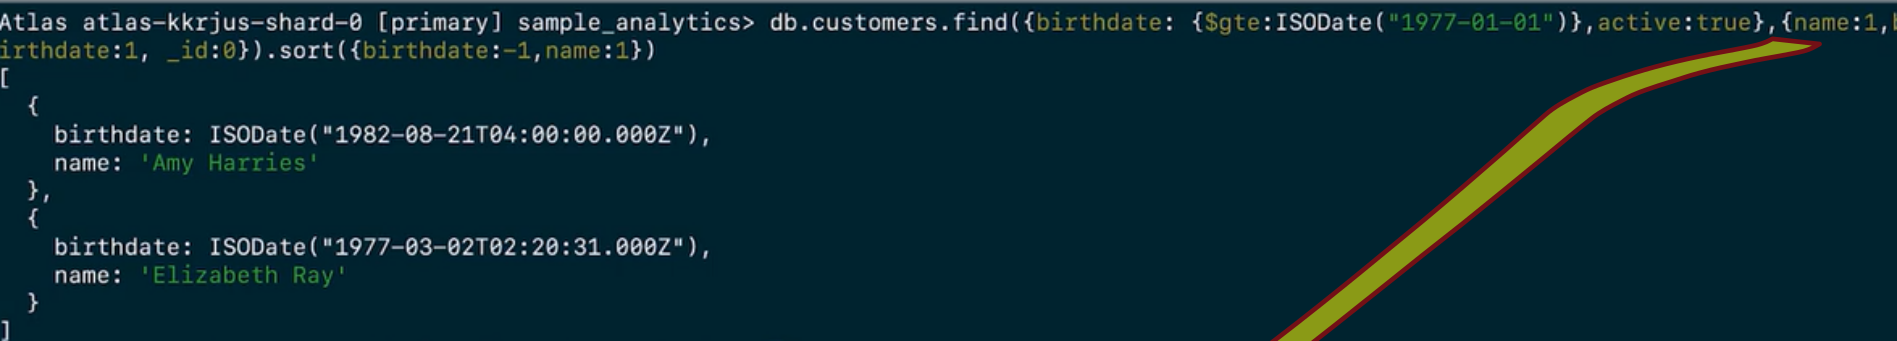 Atlas atlas-kkrjus-shard-0 [primary] sample_analytics> db.customers.find({birthdate: {$gte:ISODate("1977-01-01")},active:true},{name:1,b
irthdate:1, _id:0}).sort({birthdate:-1,name:1})
[
  {
    birthdate: ISODate("1982-08-21T04:00:00.000Z"),
    name: 'Amy Harries'
  },
  {
    birthdate: ISODate("1977-03-02T02:20:31.000Z"),
    name: 'Elizabeth Ray'
  }
]